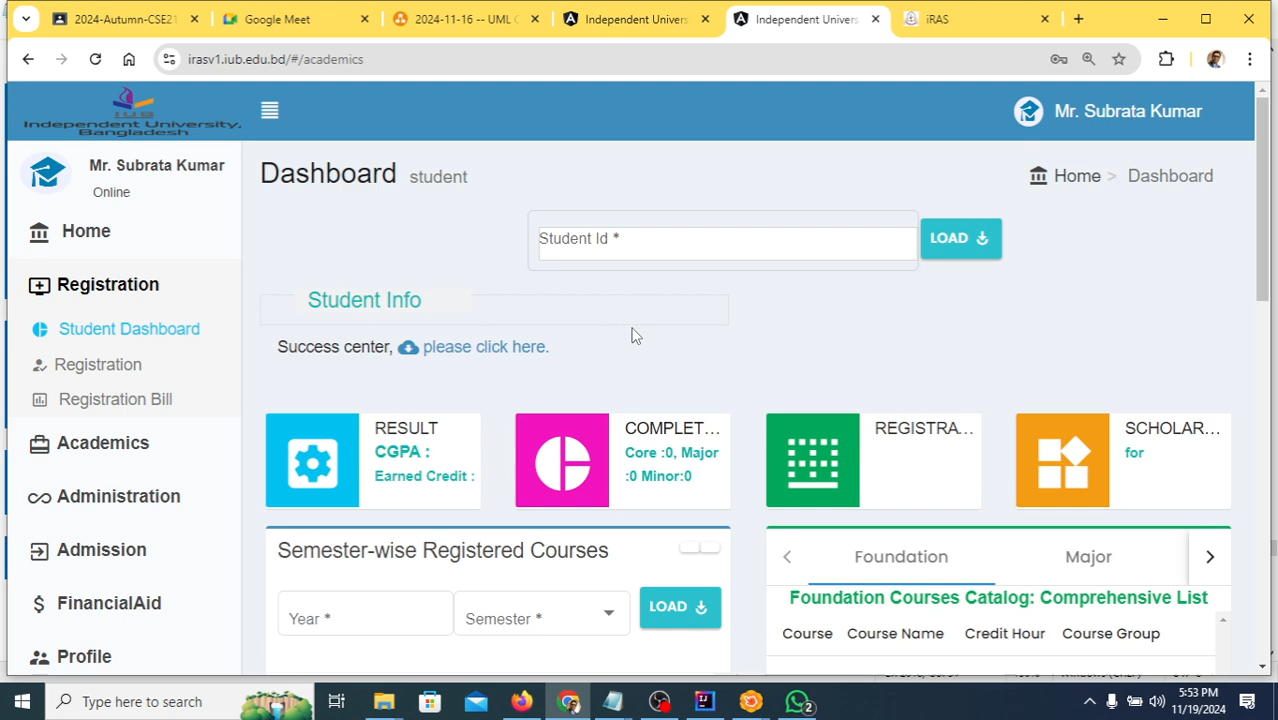 2024-Autumn-CSE21
Google Meet
2024-11-16 -- UML C
Independent Univers
Independent Univers
iRAS
irasv1.iub.edu.bd/#/academics
IUB
Independent University,
Bangladesh
Mr. Subrata Kumar
Mr. Subrata Kumar
Online
Home
Registration
Student Dashboard
Registration
Registration Bill
Academics
Administration
Admission
FinancialAid
Profile
Dashboard student
Home > Dashboard
Student Id *
LOAD
Student Info
Success center, please click here.
RESULT
CGPA :
Earned Credit :
COMPLET...
Core :0, Major
:0 Minor:0
REGISTRA...
SCHOLAR...
for
Semester-wise Registered Courses
Year *
Semester *
LOAD
Foundation
Major
Foundation Courses Catalog: Comprehensive List
Course Course Name Credit Hour Course Group
Type here to search
2
5:53 PM
11/19/2024